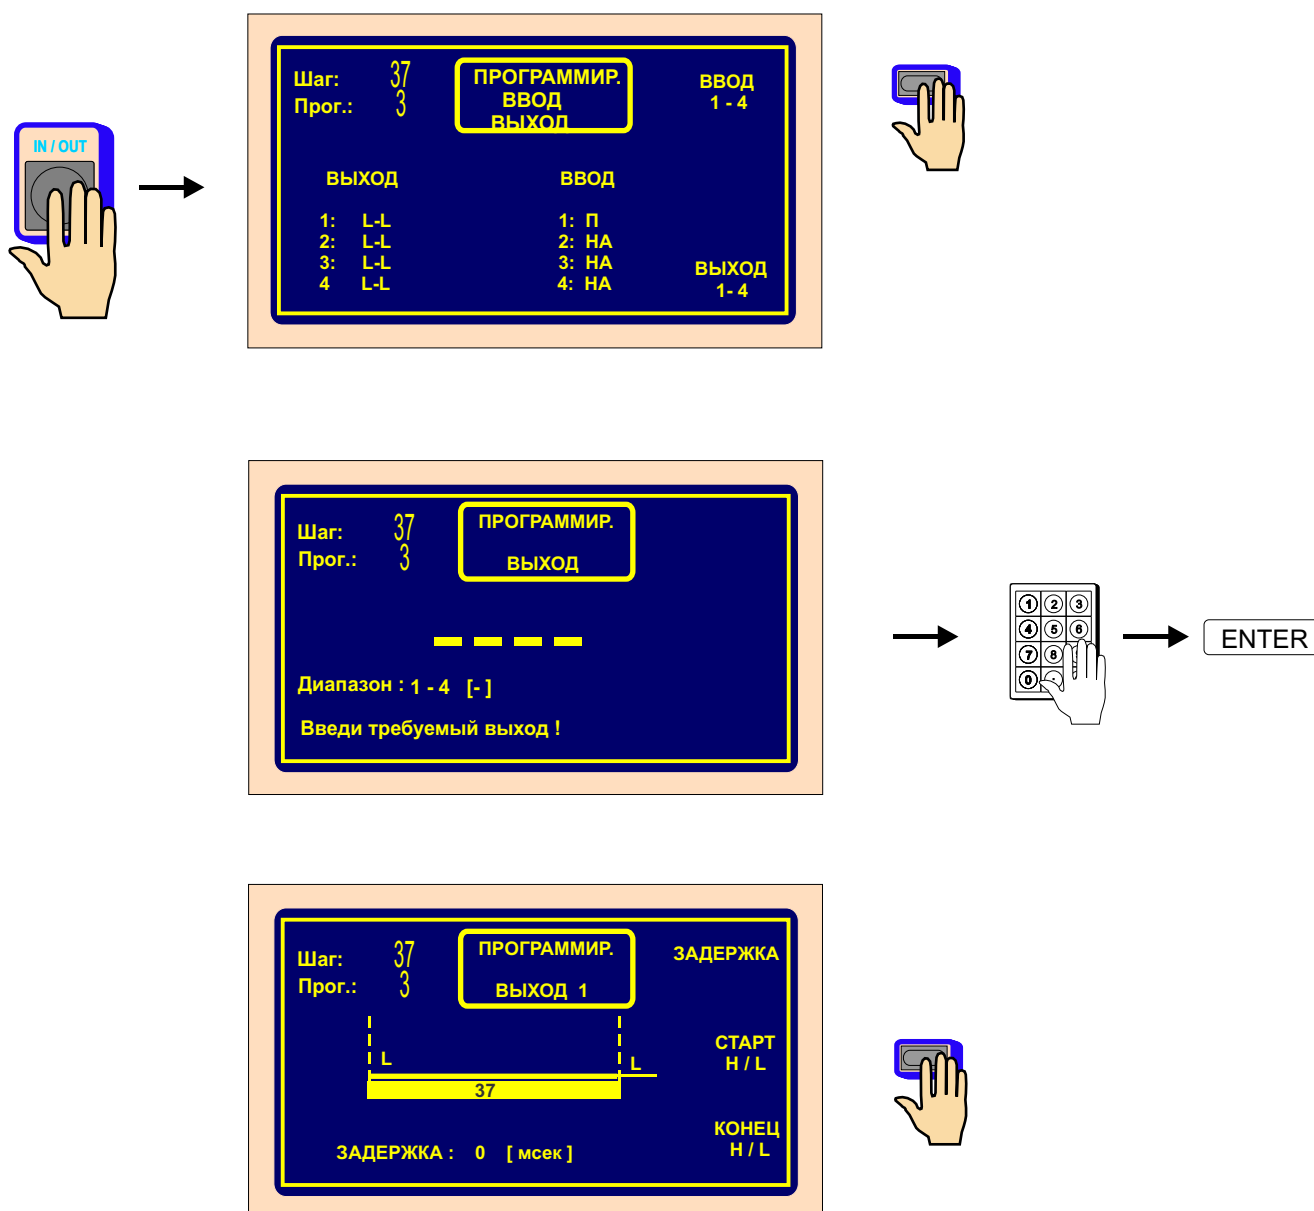 IN / OUT
Шаг: 37
Прог.: 3
ПРОГРАММИР.
ВВОД
ВЫХОД
ВВОД
1 - 4
ВЫХОД
ВВОД
1: L-L
2: L-L
3: L-L
4 L-L
1: П
2: НА
3: НА
4: НА
ВЫХОД
1- 4
Шаг: 37
Прог.: 3
ПРОГРАММИР.
ВЫХОД
Диапазон : 1 - 4 [- ]
Введи требуемый выход !
1 2 3
4 5 6
7 8
0 .
ENTER
Шаг: 37
Прог.: 3
ПРОГРАММИР.
ВЫХОД 1
ЗАДЕРЖКА
СТАРТ
H / L
L
L
37
КОНЕЦ
H / L
ЗАДЕРЖКА : 0 [ мсек ]